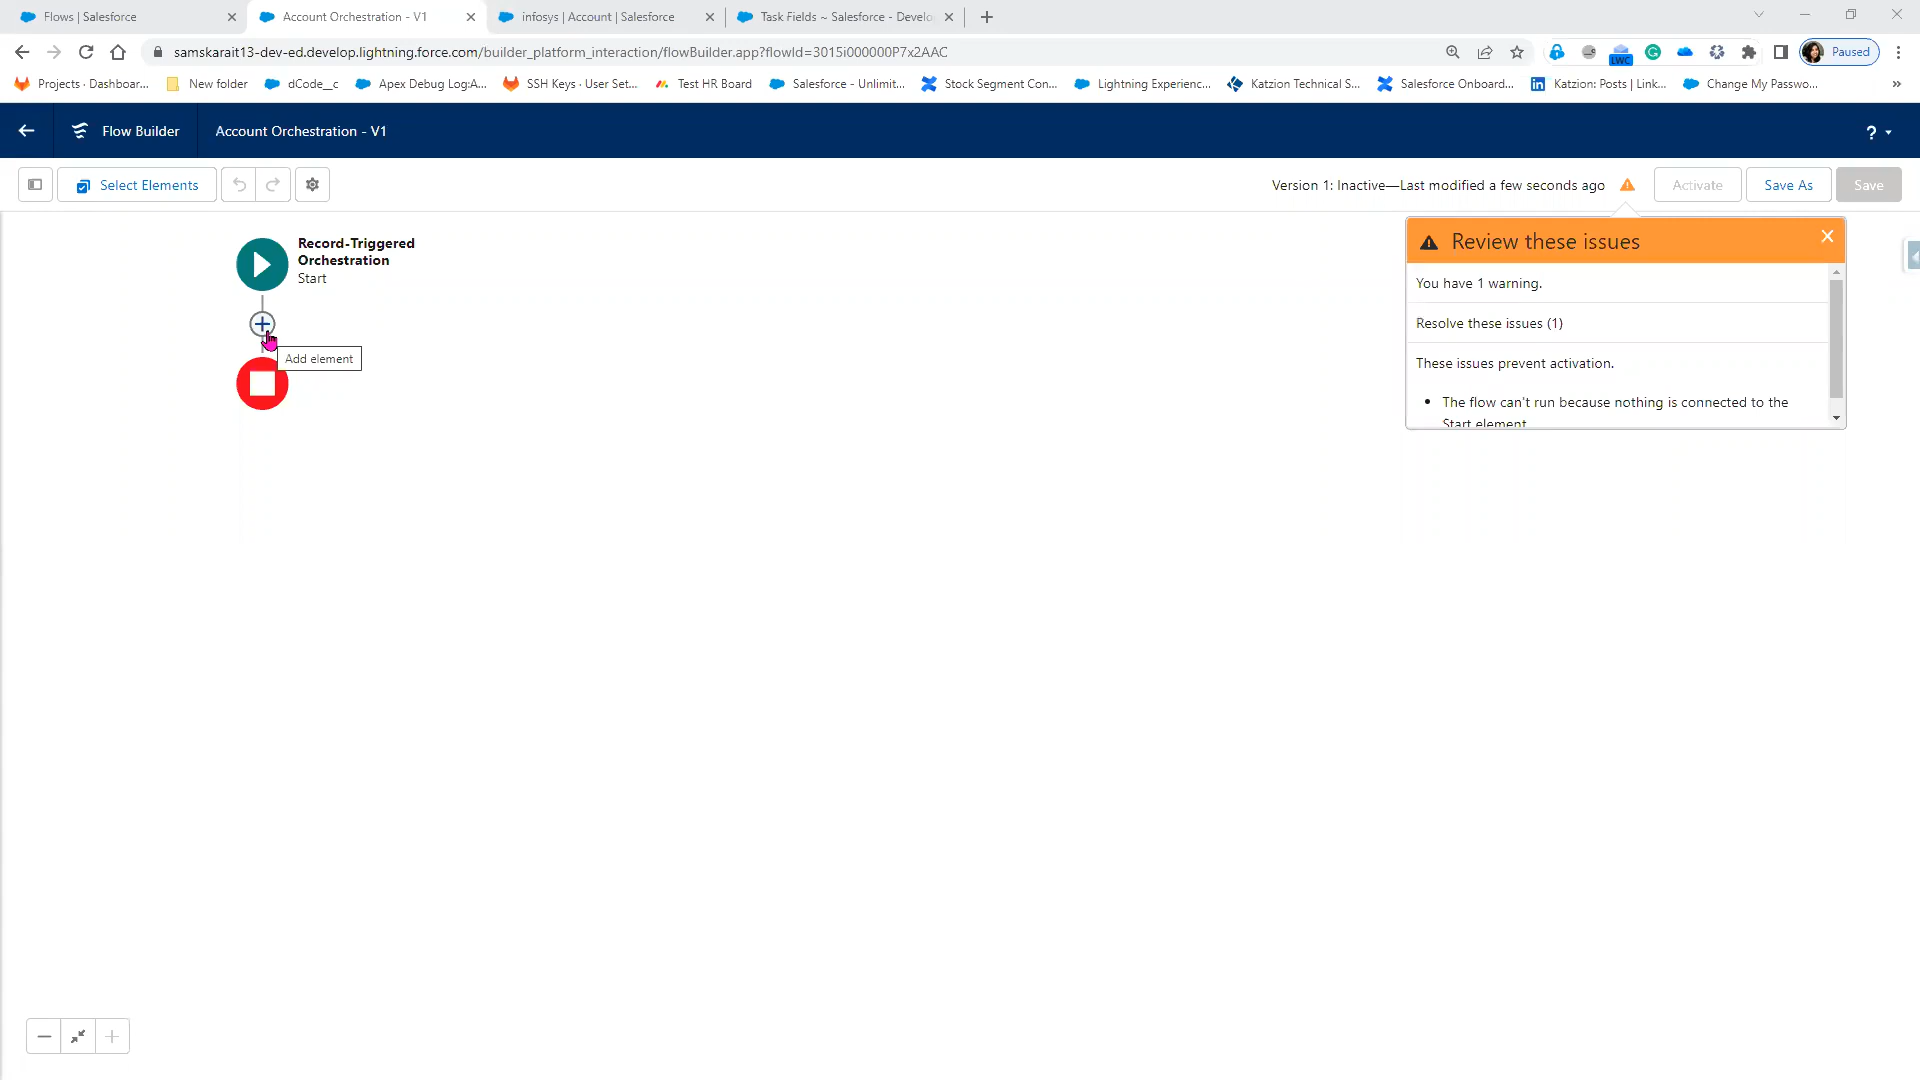 Flows | Salesforce
Account Orchestration - V1
infosys | Account | Salesforce
Task Fields ~ Salesforce - Develo
samskarait13-dev-ed.develop.lightning.force.com/builder_platform_interaction/flowBuilder.app?flowId=3015i000000P7x2AAC
LWC
Paused
Projects · Dashboar...
New folder
dCode__c
Apex Debug Log:A...
SSH Keys · User Set...
Test HR Board
Salesforce - Unlimit...
Stock Segment Con...
Lightning Experienc...
Katzion Technical S...
Salesforce Onboard...
Katzion: Posts | Link...
Change My Passwo...
»
Flow Builder
Account Orchestration - V1
?
Select Elements
Version 1: Inactive—Last modified a few seconds ago
Activate
Save As
Save
Record-Triggered
Orchestration
Start
Add element
Review these issues
You have 1 warning.
Resolve these issues (1)
These issues prevent activation.
• The flow can't run because nothing is connected to the
Start element